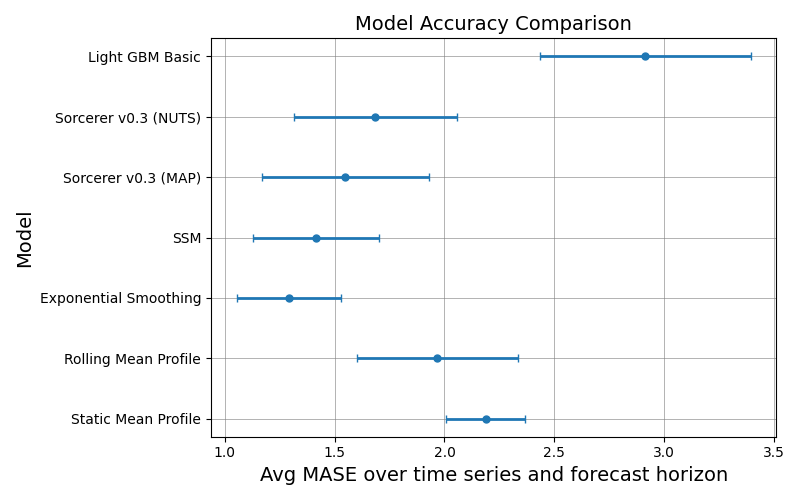 Model Accuracy Comparison
Model
Light GBM Basic
Sorcerer v0.3 (NUTS)
Sorcerer v0.3 (MAP)
SSM
Exponential Smoothing
Rolling Mean Profile
Static Mean Profile
1.0 1.5 2.0 2.5 3.0 3.5
Avg MASE over time series and forecast horizon